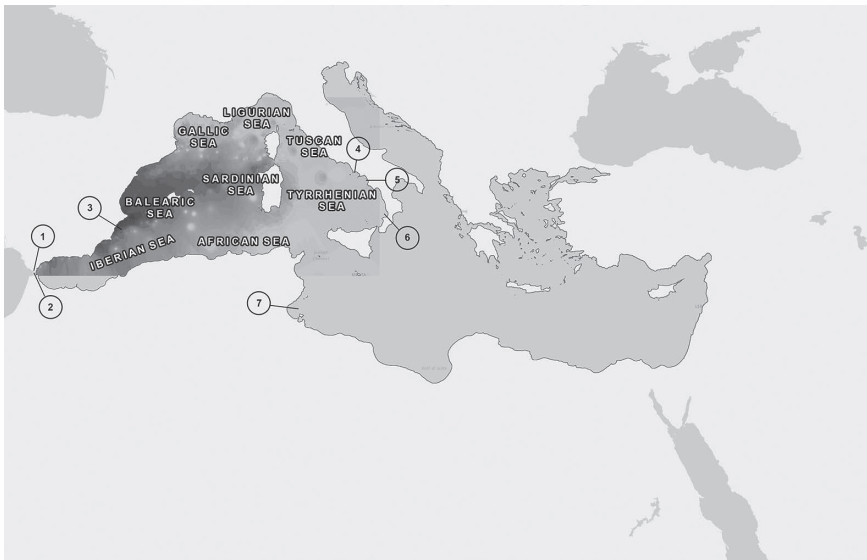 LIGURIAN
SEA
GALLIC
SEA
TUSCAN
SEA
4
SARDINIAN
SEA
5
TYRRHENIAN
SEA
BALEARIC
SEA
3
6
1
IBERIAN SEA
AFRICAN SEA
2
7